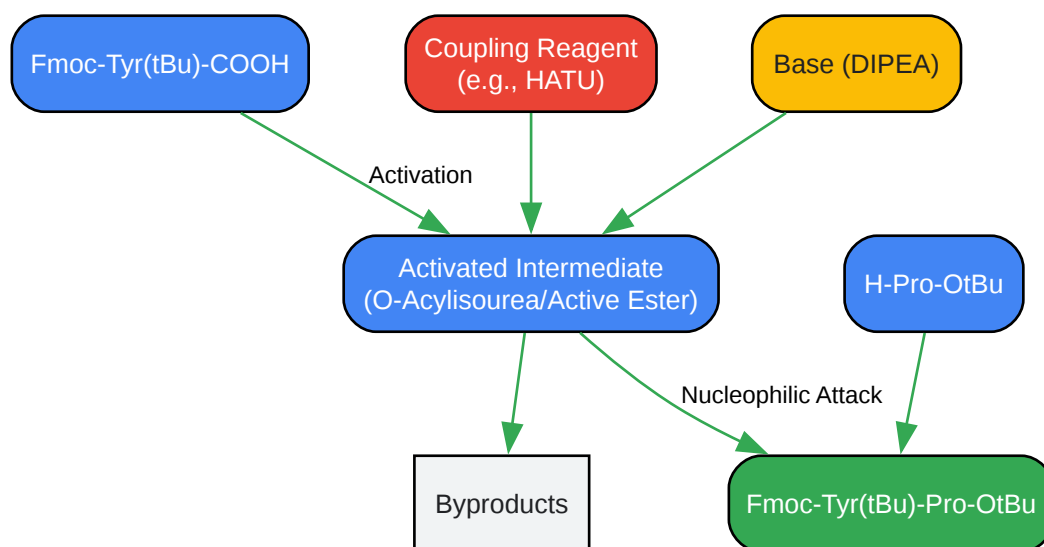 Fmoc-Tyr(tBu)-COOH
Coupling Reagent
(e.g., HATU)
Base (DIPEA)
Activation
Activated Intermediate
(O-Acylisourea/Active Ester)
H-Pro-OtBu
Nucleophilic Attack
Byproducts
Fmoc-Tyr(tBu)-Pro-OtBu